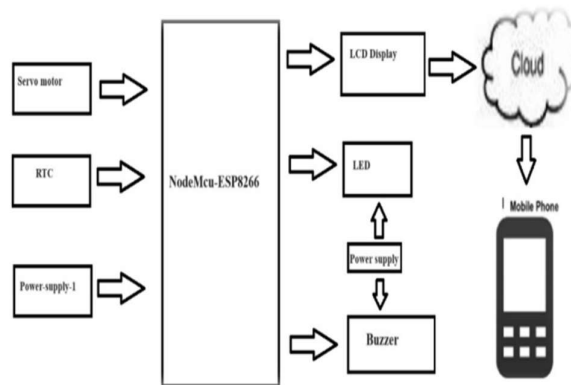 Servo motor
RTC
Power-supply-1
NodeMcu-ESP8266
LCD Display
LED
Power supply
Buzzer
Cloud
Mobile Phone